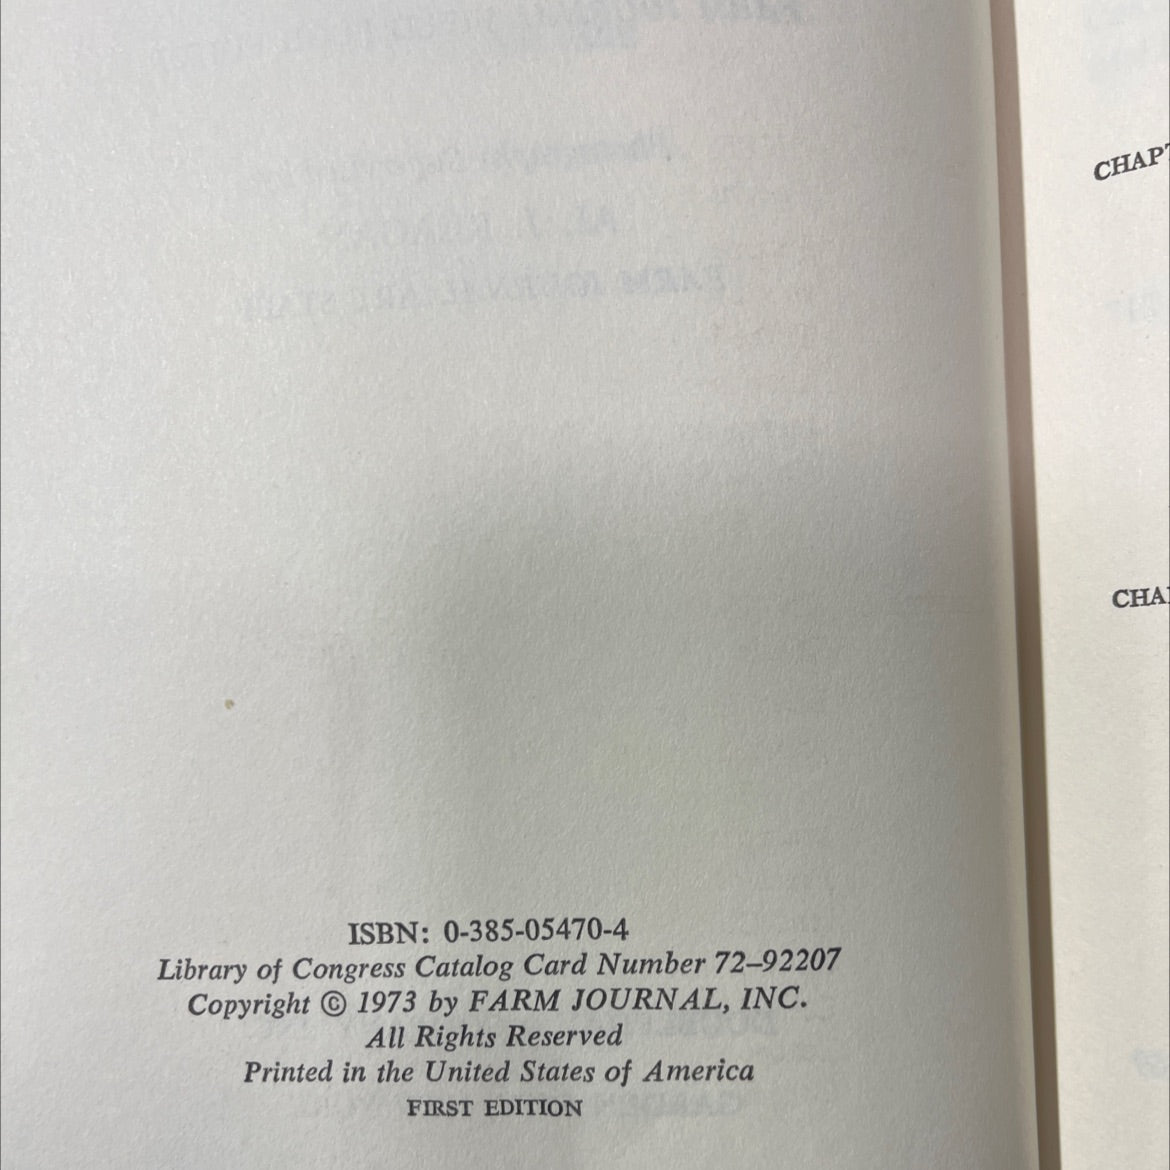 ISBN: 0-385-05470-4
Library of Congress Catalog Card Number 72–92207
Copyright © 1973 by FARM JOURNAL, INC.
All Rights Reserved
Printed in the United States of America
FIRST EDITION
CHAPT
CHA